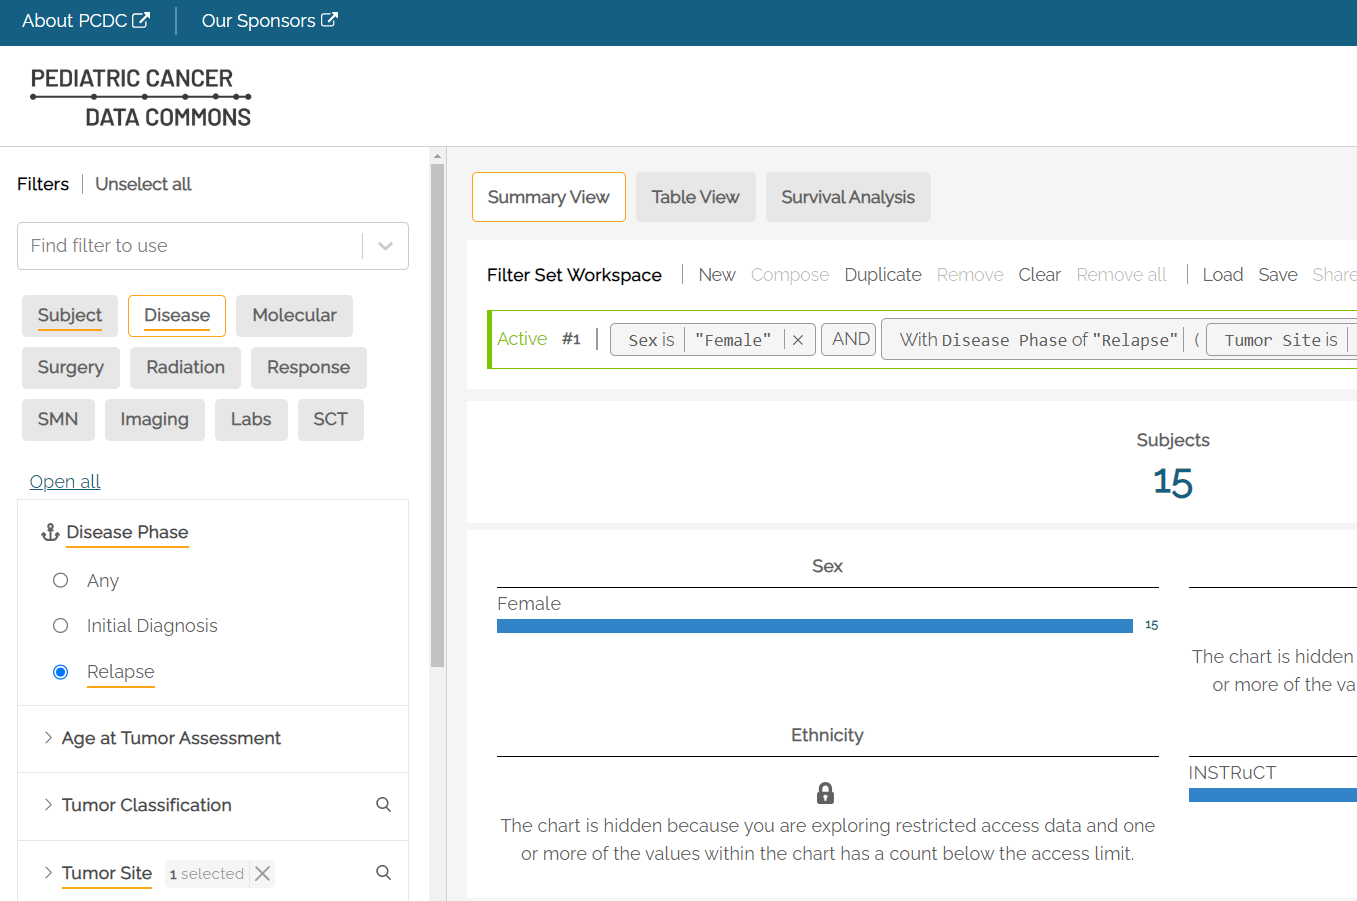 About PCDC
Our Sponsors
PEDIATRIC CANCER
DATA COMMONS
Filters
Unselect all
Find filter to use
Subject
Disease
Molecular
Surgery
Radiation
Response
SMN
Imaging
Labs
SCT
Open all
Disease Phase
Any
Initial Diagnosis
Relapse
Age at Tumor Assessment
Tumor Classification
Tumor Site 1 selected
Summary View
Table View
Survival Analysis
Filter Set Workspace
New Compose Duplicate Remove Clear Remove all Load Save Share
Active #1 Sex is "Female" AND With Disease Phase of "Relapse" ( Tumor Site is
Subjects
15
Sex
Female
15
The chart is hidden
or more of the va
Ethnicity
The chart is hidden because you are exploring restricted access data and one
or more of the values within the chart has a count below the access limit.
INSTRuCT